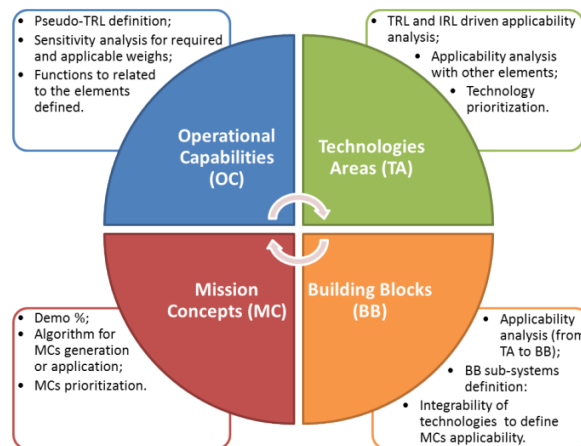 • Pseudo-TRL definition;
• Sensitivity analysis for required
and applicable weighs;
• Functions to related
to the elements
defined.
• TRL and IRL driven applicability
analysis;
• Applicability analysis
with other elements;
• Technology
prioritization.
Operational
Capabilities
(OC)
Technologies
Areas (TA)
Mission
Concepts (MC)
Building Blocks
(BB)
• Demo %;
• Algorithm for
MCs generation
or application;
• MCs prioritization.
• Applicability
analysis (from
TA to BB);
• BB sub-systems
definition:
• Integrability of
technologies to define
MCs applicability.